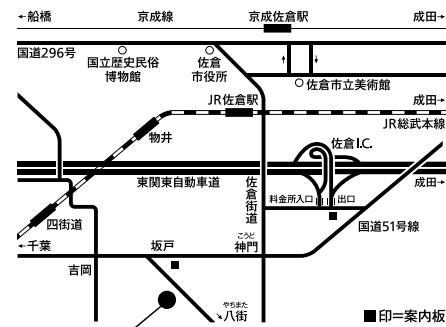 ←船橋 京成線 京成佐倉駅 成田→
国道296号
国立歴史民俗
博物館
佐倉
市役所
↑ ↓
佐倉市立美術館
JR佐倉駅 成田→
JR総武本線
物井
佐倉I.C.
東関東自動車道 成田→
佐倉街道
料金所入口 出口
四街道
国道51号線
←千葉 坂戸
こうど
神門
吉岡
やちまた
↘八街
■印＝案内板